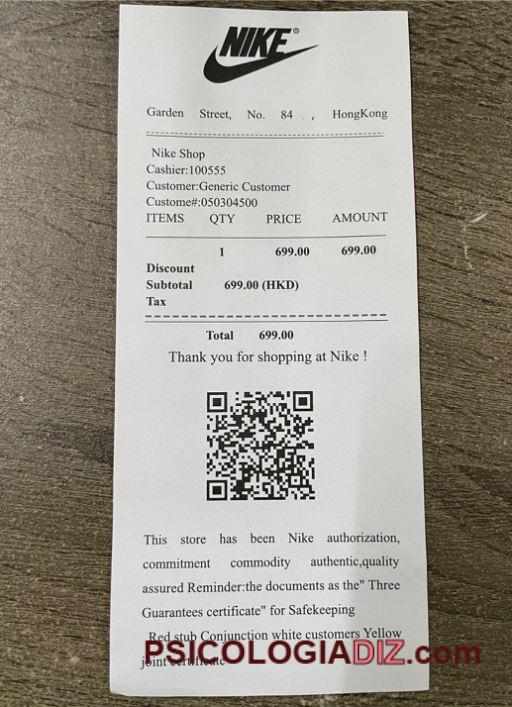 NIKE®
Garden Street, No. 84 , HongKong
Nike Shop
Cashier:100555
Customer:Generic Customer
Custome#:050304500
ITEMS QTY PRICE AMOUNT
1 699.00 699.00
Discount
Subtotal 699.00 (HKD)
Tax
Total 699.00
Thank you for shopping at Nike !
This store has been Nike authorization,
commitment commodity authentic,quality
assured Reminder:the documents as the" Three
Guarantees certificate" for Safekeeping
Red stub Conjunction white customers Yellow
joint certificate
PSICOLOGIADIZ.com